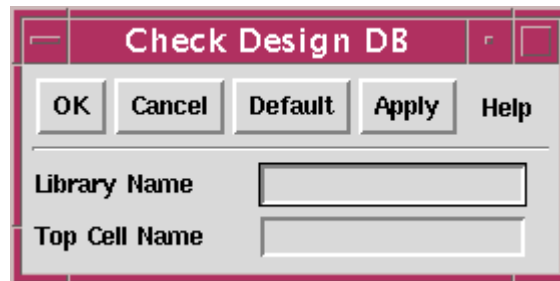 Check Design DB
OK Cancel Default Apply Help
Library Name
Top Cell Name